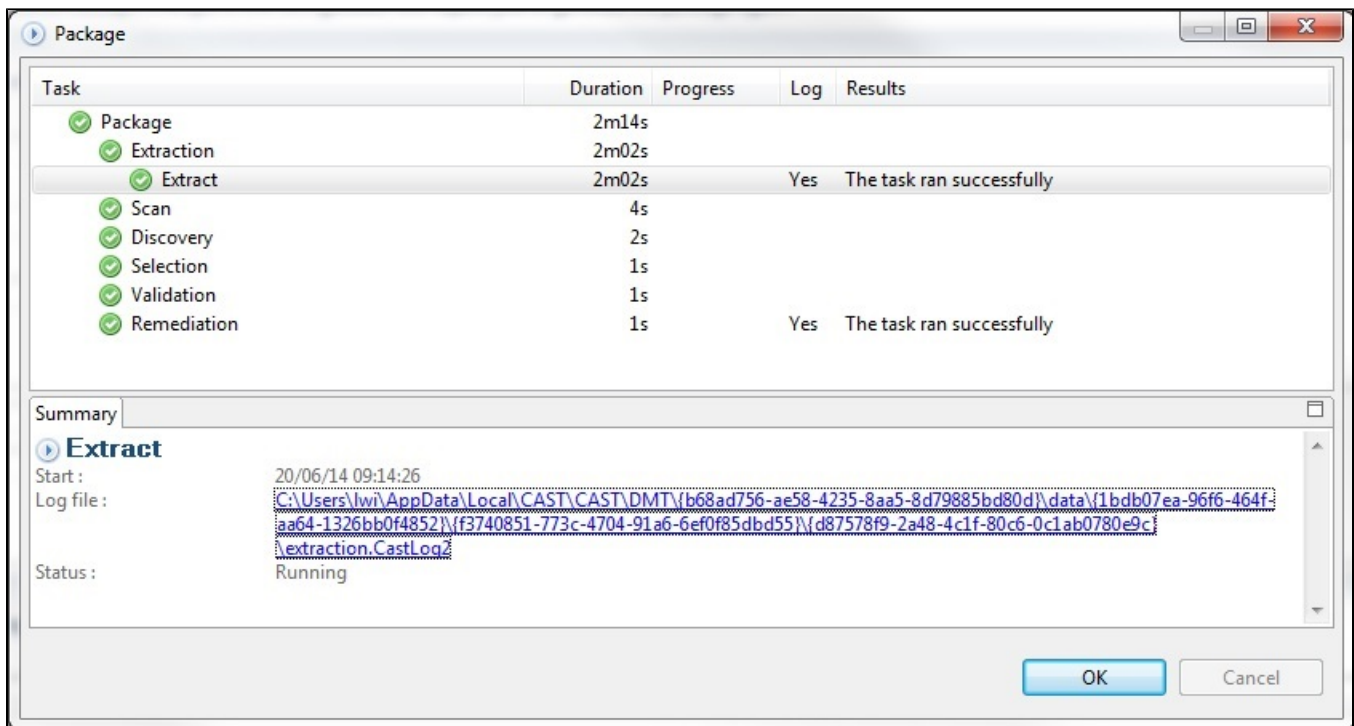 Package
Task Duration Progress Log Results
Package 2m14s
Extraction 2m02s
Extract 2m02s Yes The task ran successfully
Scan 4s
Discovery 2s
Selection 1s
Validation 1s
Remediation 1s Yes The task ran successfully
Summary
Extract
Start : 20/06/14 09:14:26
Log file : C:\Users\lwi\AppData\Local\CAST\CAST\DMT\{b68ad756-ae58-4235-8aa5-8d79885bd80d}\data\{1bdb07ea-96f6-464f-
aa64-1326bb0f4852}\{f3740851-773c-4704-91a6-6ef0f85dbd55}\{d87578f9-2a48-4c1f-80c6-0c1ab0780e9c}
\extraction.CastLog2
Status : Running
OK Cancel